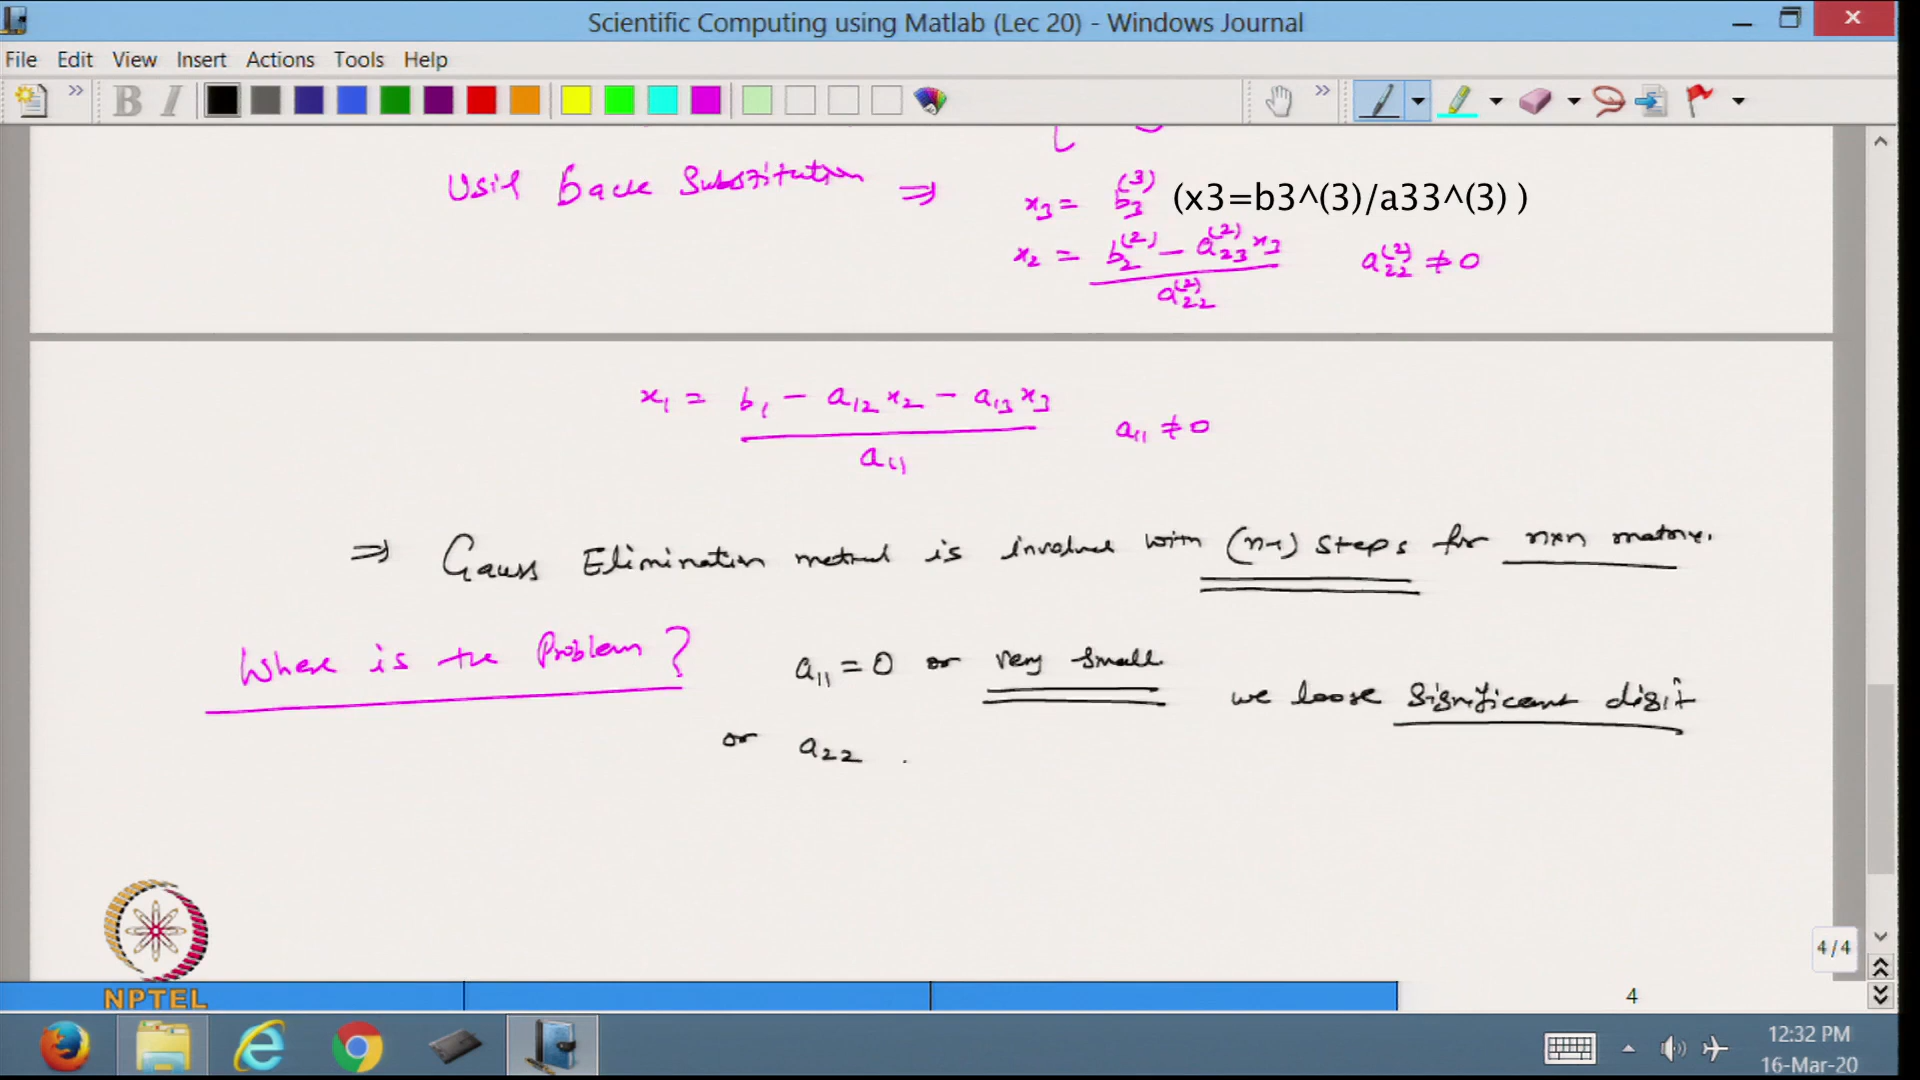 Scientific Computing using Matlab (Lec 20) - Windows Journal
File Edit View Insert Actions Tools Help
B I
Usig Back Substitution ⇒ x₃ = b₃^(3) (x3=b3^(3)/a33^(3) )
x₂ = (b₂^(2) - a₂₃^(2) x₃) / a₂₂^(2) a₂₂^(2) ≠ 0
x₁ = (b₁ - a₁₂ x₂ - a₁₃ x₃) / a₁₁ a₁₁ ≠ 0
⇒ Gauss Elimination method is involved with (n-1) steps for n×n matrix.
Where is the Problem? a₁₁ = 0 or very small we loose significant digit
or a₂₂ .
4/4
NPTEL
4
12:32 PM
16-Mar-20